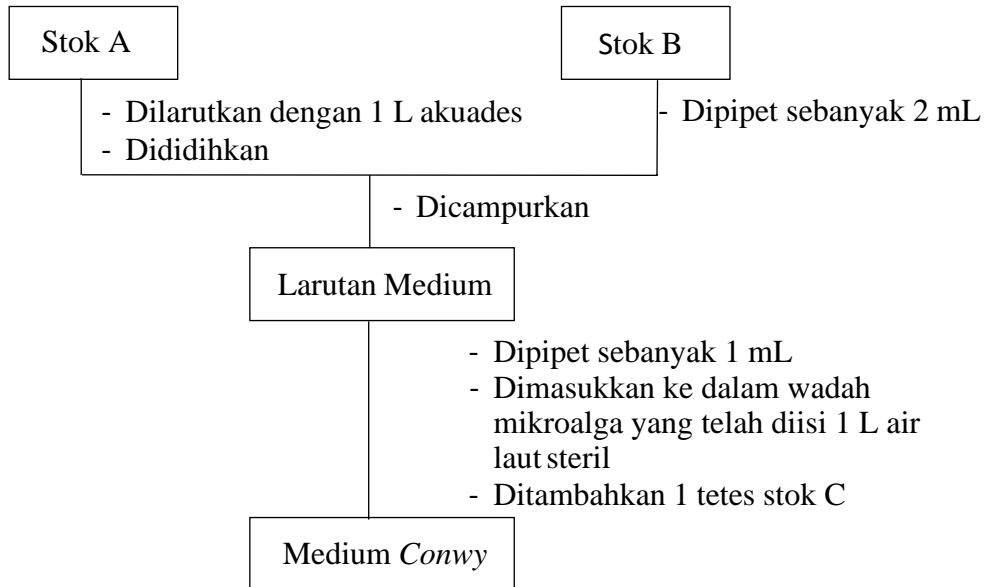 Stok A
Stok B
- Dilarutkan dengan 1 L akuades
- Dididihkan
- Dipipet sebanyak 2 mL
- Dicampurkan
Larutan Medium
- Dipipet sebanyak 1 mL
- Dimasukkan ke dalam wadah
mikroalga yang telah diisi 1 L air
laut steril
- Ditambahkan 1 tetes stok C
Medium Conwy